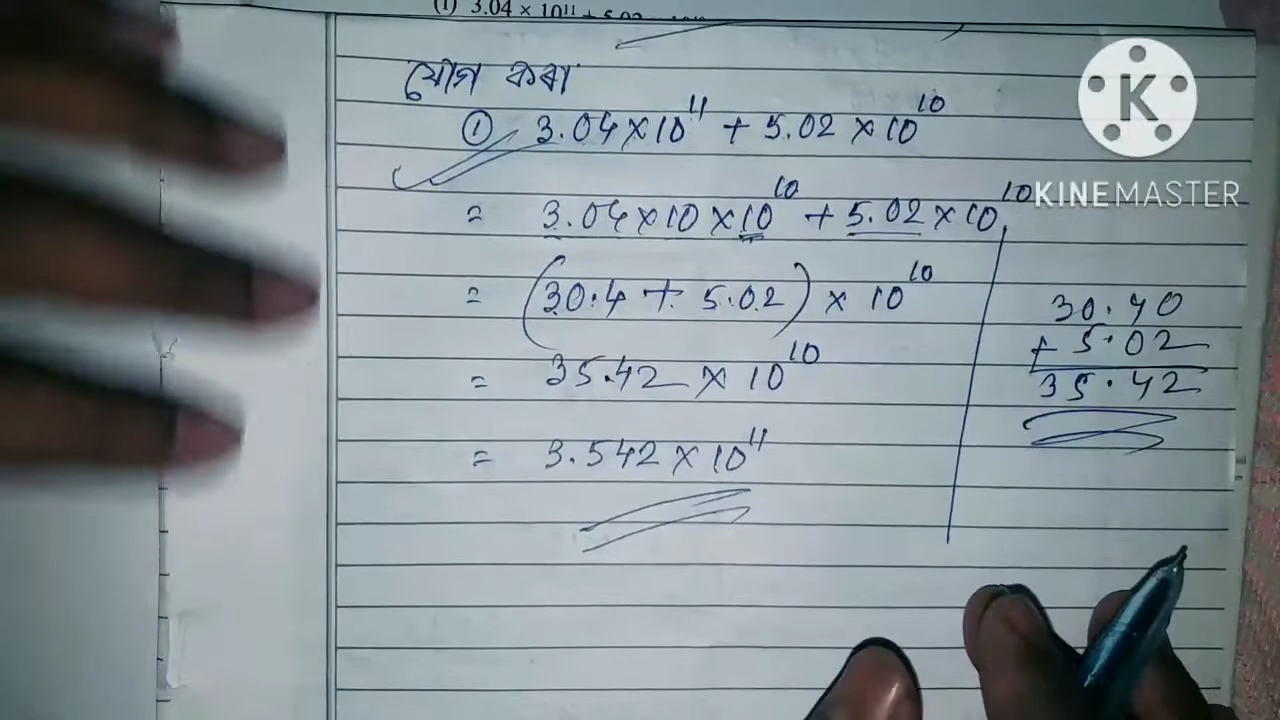 (1) 3.04 × 10¹¹ + 5.02
যোগ কৰা
① 3.04 × 10¹¹ + 5.02 × 10¹⁰
= 3.04 × 10 × 10¹⁰ + 5.02 × 10¹⁰
= (30.4 + 5.02) × 10¹⁰
= 35.42 × 10¹⁰
= 3.542 × 10¹¹
30.40
+ 5.02
35.42
K
KINEMASTER